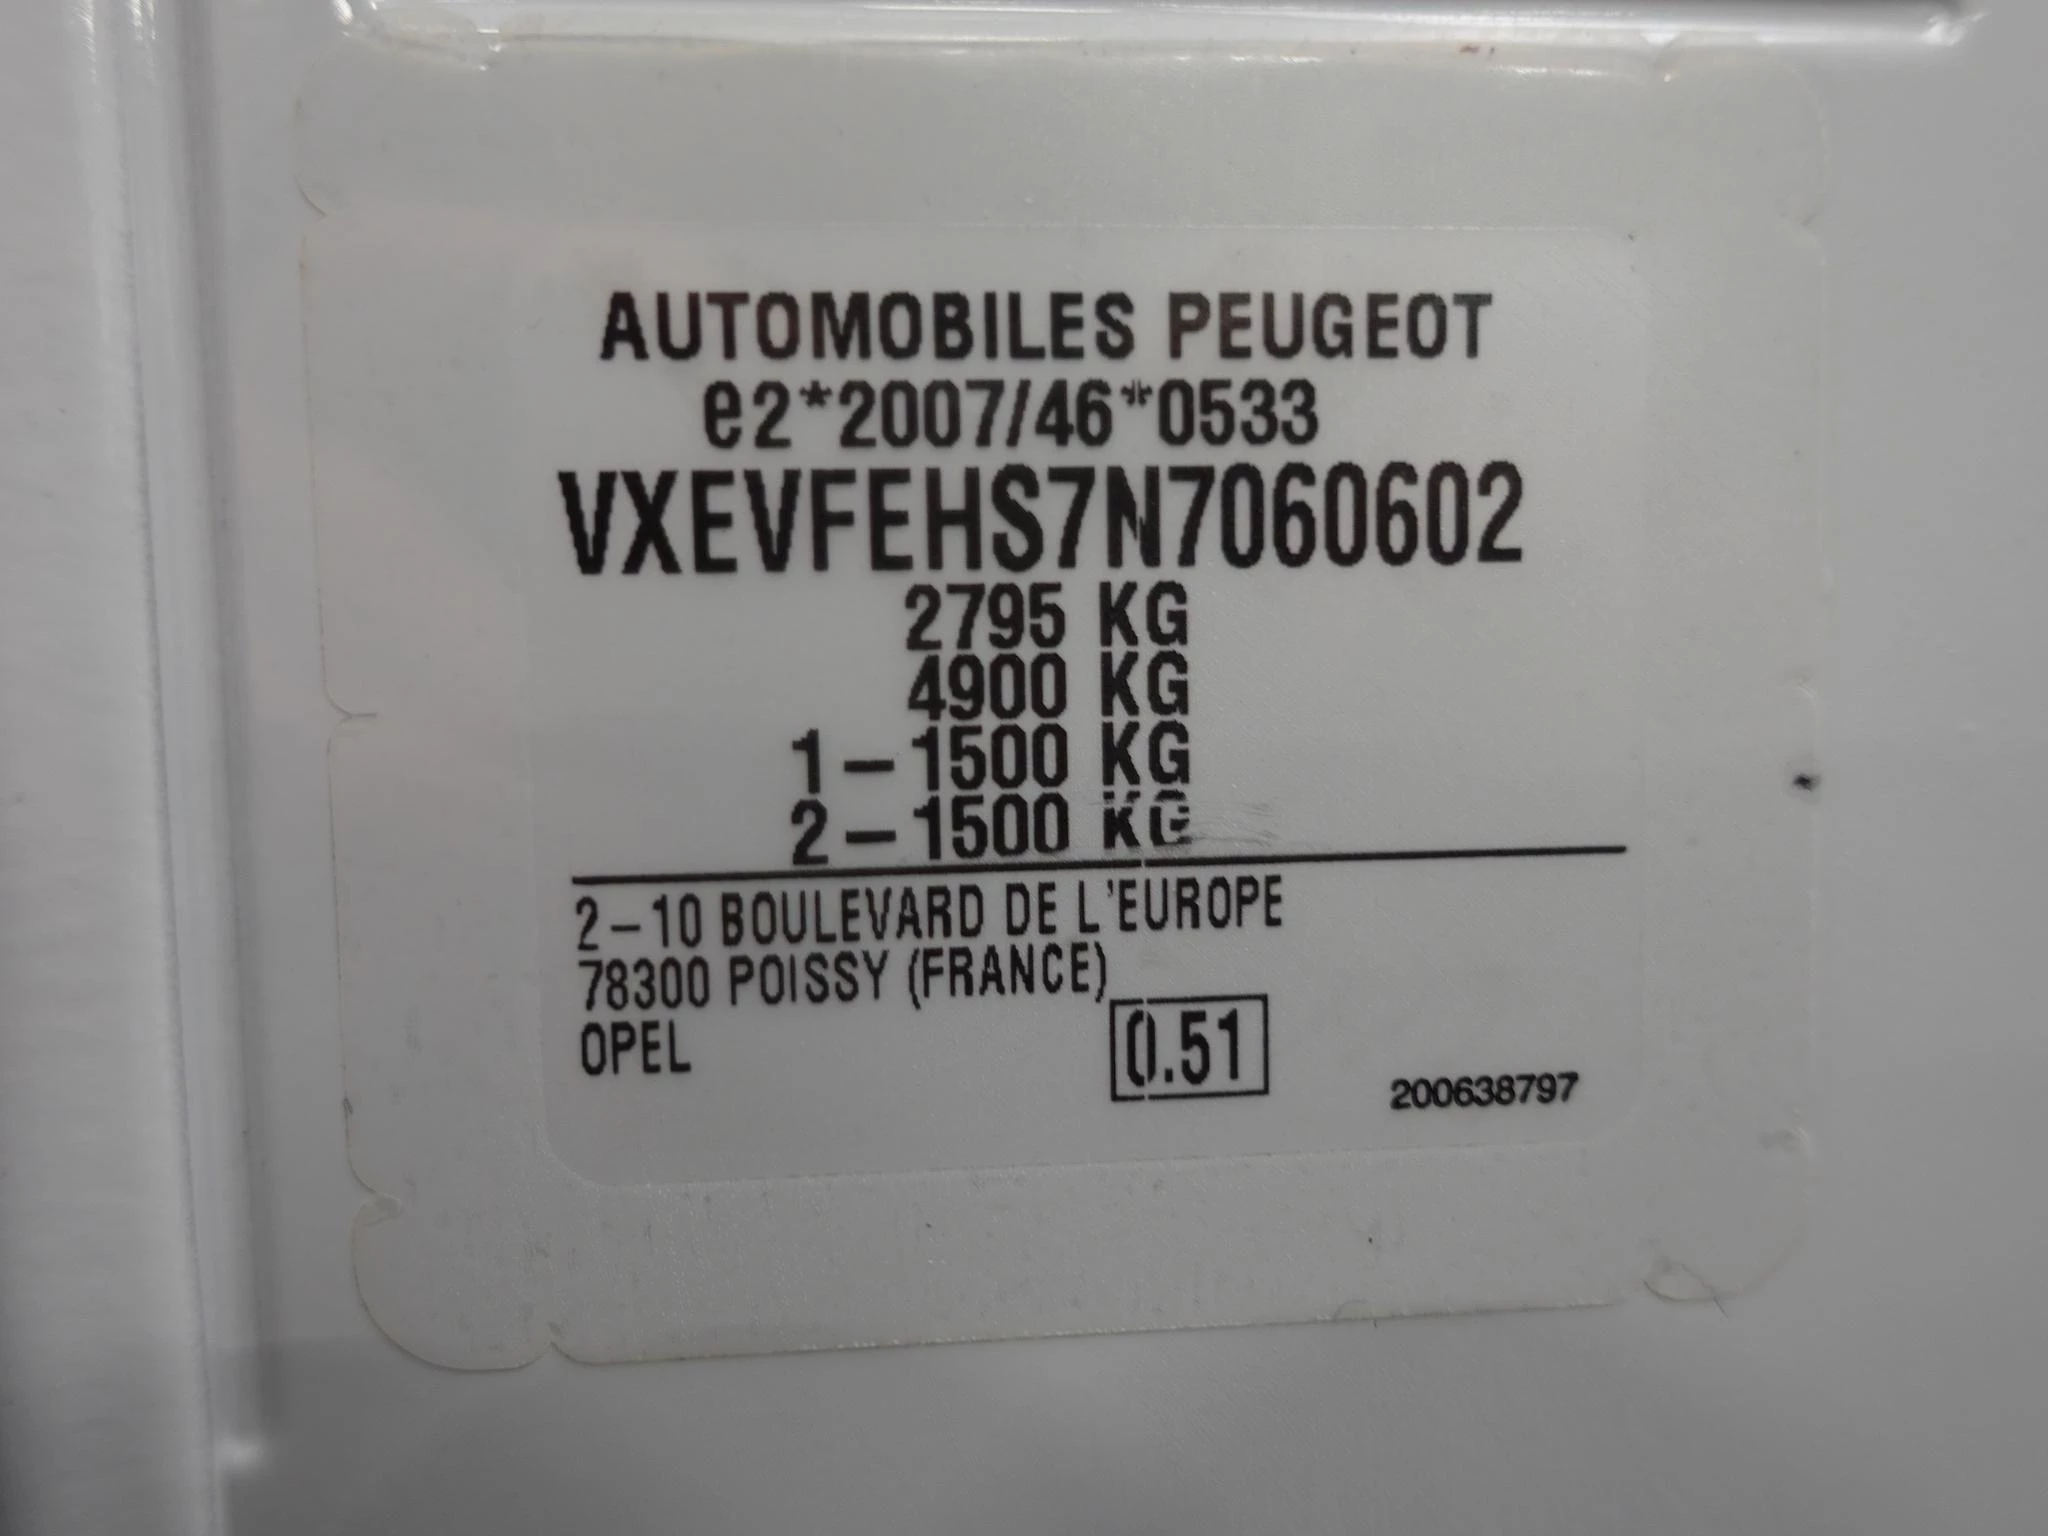 AUTOMOBILES PEUGEOT
e2*2007/46*0533
VXEVFEHS7N7060602
2795 KG
4900 KG
1-1500 KG
2-1500 KG
2-10 BOULEVARD DE L'EUROPE
78300 POISSY (FRANCE)
OPEL
0.51
200638797